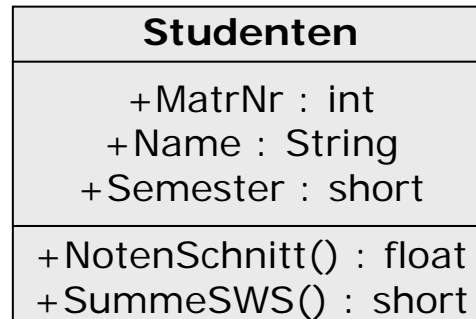 Studenten
+MatrNr : int
+Name : String
+Semester : short
+NotenSchnitt() : float
+SummeSWS() : short